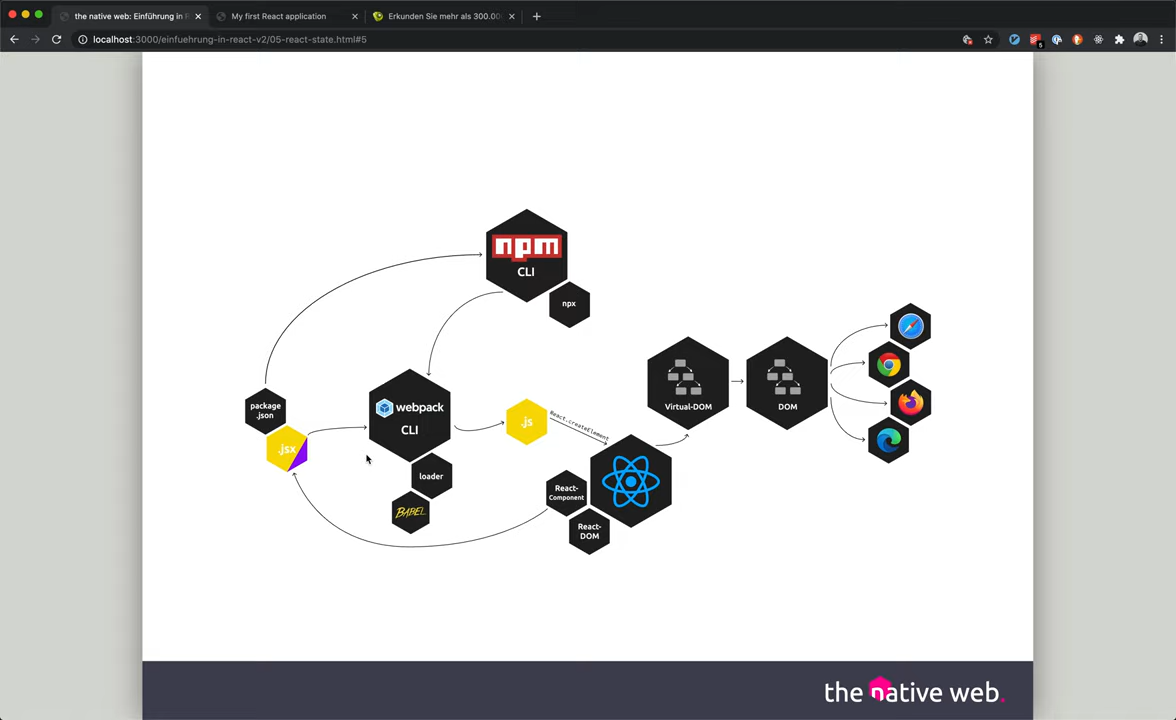 the native web: Einführung in R
My first React application
Erkunden Sie mehr als 300.00
localhost:3000/einfuehrung-in-react-v2/05-react-state.html#5
5
npm
CLI
npx
package
.json
.jsx
webpack
CLI
loader
BABEL
.js
React.createElement
React-
Component
React-
DOM
Virtual-DOM
DOM
the native web.